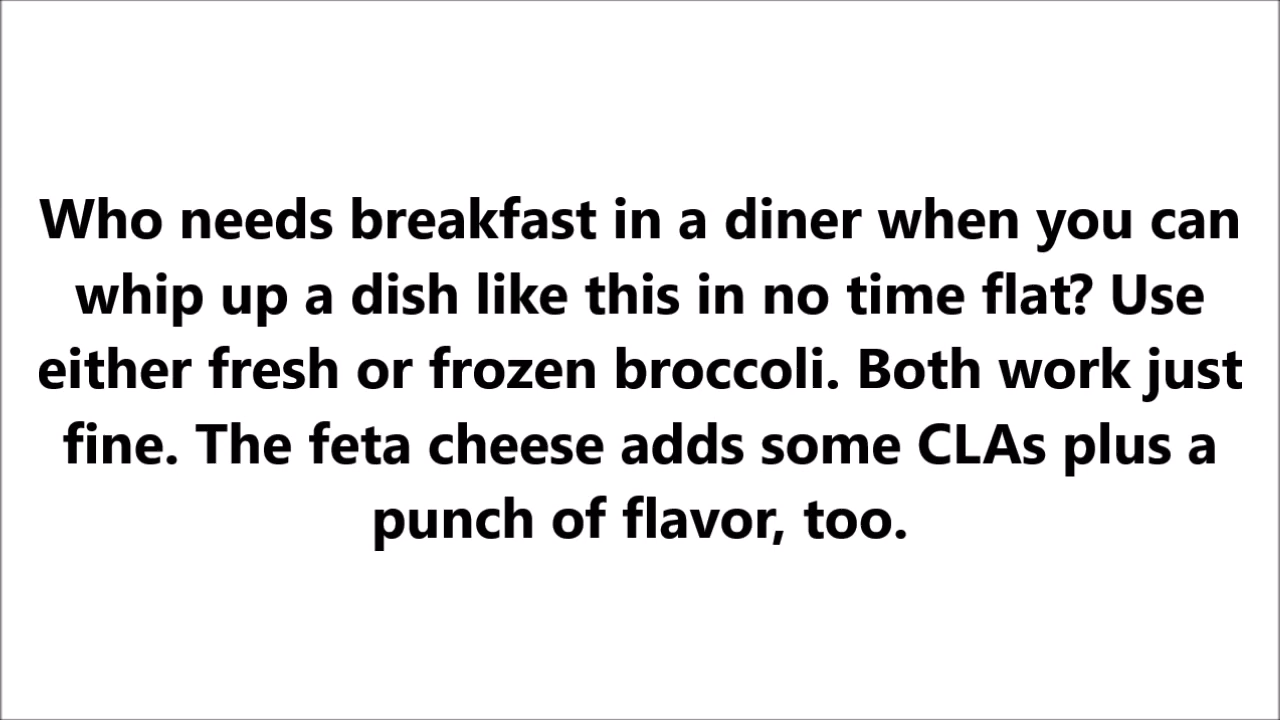 Who needs breakfast in a diner when you can
whip up a dish like this in no time flat? Use
either fresh or frozen broccoli. Both work just
fine. The feta cheese adds some CLAs plus a
punch of flavor, too.